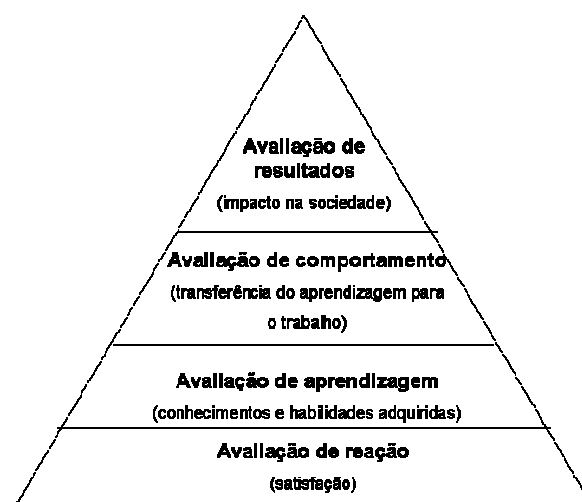 Avaliação de
resultados
(impacto na sociedade)
Avaliação de comportamento
(transferência do aprendizagem para
o trabalho)
Avaliação de aprendizagem
(conhecimentos e habilidades adquiridas)
Avaliação de reação
(satisfação)